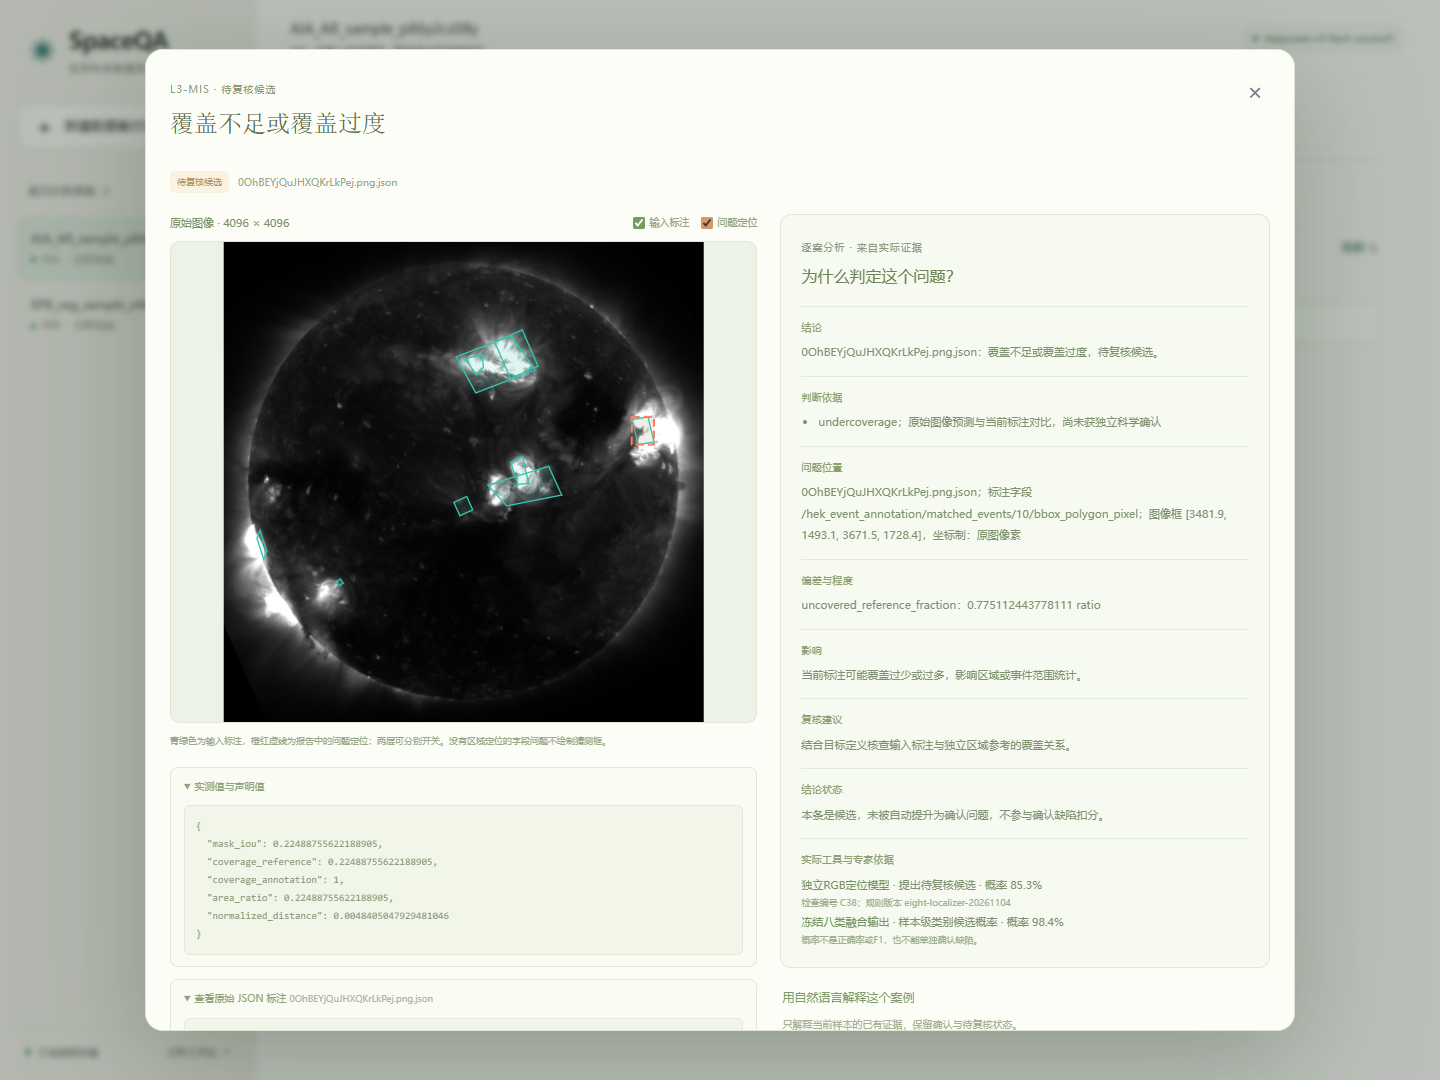 SpaceQA
AIA_AR_sample_p86y2cz08y
L3-MIS · 待复核候选
覆盖不足或覆盖过度
待复核候选 0OhBEYjQuJHXQKrLkPej.png.json
原始图像 · 4096 × 4096
输入标注 问题定位
青绿色为输入标注，橙红虚线为报告中的问题定位；两层可分别开关。没有区域定位的字段问题不绘制猜测框。
▾ 实测值与声明值
{
"mask_iou": 0.22488755622188905,
"coverage_reference": 0.22488755622188905,
"coverage_annotation": 1,
"area_ratio": 0.22488755622188905,
"normalized_distance": 0.0048405047929481046
}
▾ 查看原始 JSON 标注 0OhBEYjQuJHXQKrLkPej.png.json
逐案分析 · 来自实际证据
为什么判定这个问题？
结论
0OhBEYjQuJHXQKrLkPej.png.json：覆盖不足或覆盖过度，待复核候选。
判断依据
• undercoverage；原始图像预测与当前标注对比，尚未获独立科学确认
问题位置
0OhBEYjQuJHXQKrLkPej.png.json；标注字段
/hek_event_annotation/matched_events/10/bbox_polygon_pixel；图像框 [3481.9,
1493.1, 3671.5, 1728.4]，坐标制：原图像素
偏差与程度
uncovered_reference_fraction：0.775112443778111 ratio
影响
当前标注可能覆盖过少或过多，影响区域或事件范围统计。
复核建议
结合目标定义核查输入标注与独立区域参考的覆盖关系。
结论状态
本条是候选，未被自动提升为确认问题，不参与确认缺陷扣分。
实际工具与专家依据
独立RGB定位模型 · 提出待复核候选 · 概率 85.3%
检查编号 C38；规则版本 eight-localizer-20261104
冻结八类融合输出 · 样本级类别候选概率 · 概率 98.4%
概率不是正确率或F1，也不能单独确认缺陷。
用自然语言解释这个案例
只解释当前样本的已有证据，保留确认与待复核状态。